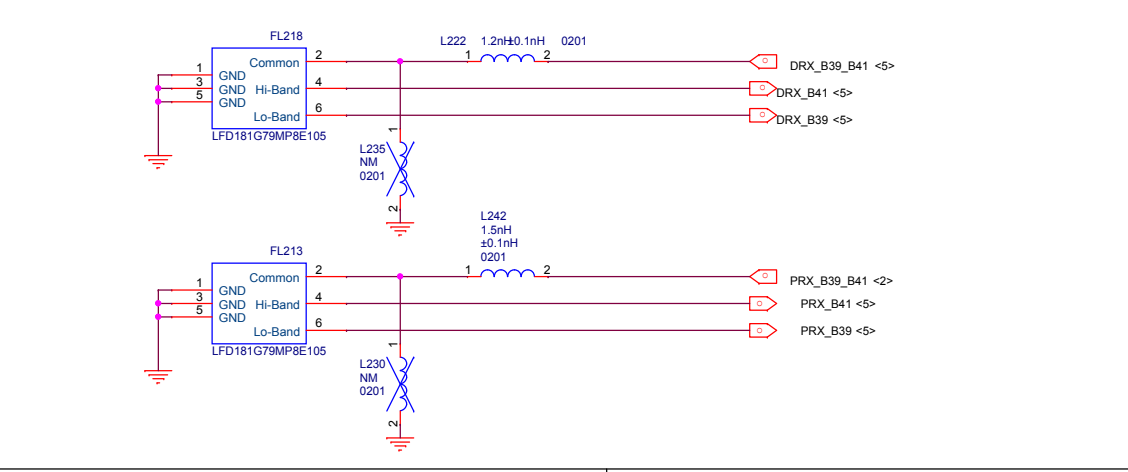 FL218
L222 1.2nH±0.1nH 0201
Common 2 1 2 DRX_B39_B41 <5>
1 GND
3 GND Hi-Band 4 DRX_B41 <5>
5 GND
Lo-Band 6 DRX_B39 <5>
LFD181G79MP8E105
1
L235
NM
0201
2
L242
1.5nH
±0.1nH
0201
FL213
Common 2 1 2 PRX_B39_B41 <2>
1 GND
3 GND Hi-Band 4 PRX_B41 <5>
5 GND
Lo-Band 6 PRX_B39 <5>
LFD181G79MP8E105
1
L230
NM
0201
2